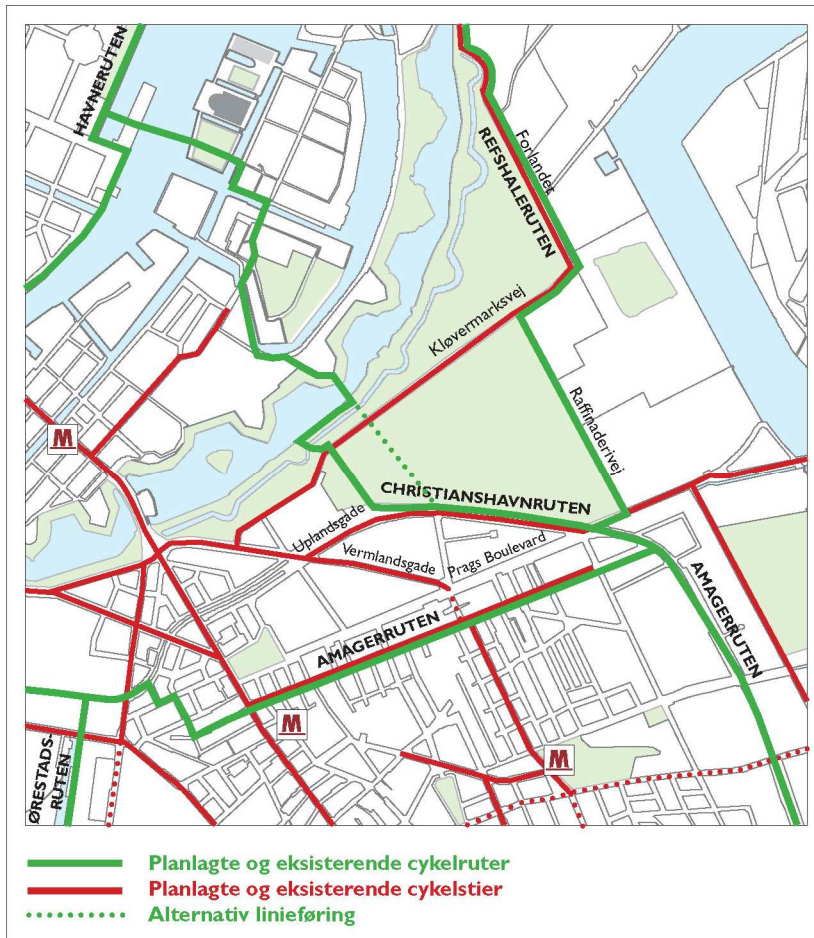 HAVNERUTEN
REFSHALERUTEN
Forlandet
Kløvermarksvej
Raffinaderivej
M
CHRISTIANSHAVNRUTEN
Uplandsgade
Vermlandsgade
Prags Boulevard
AMAGERRUTEN
AMAGERRUTEN
M
M
ØRESTADS-
RUTEN
Planlagte og eksisterende cykelruter
Planlagte og eksisterende cykelstier
Alternativ linieføring